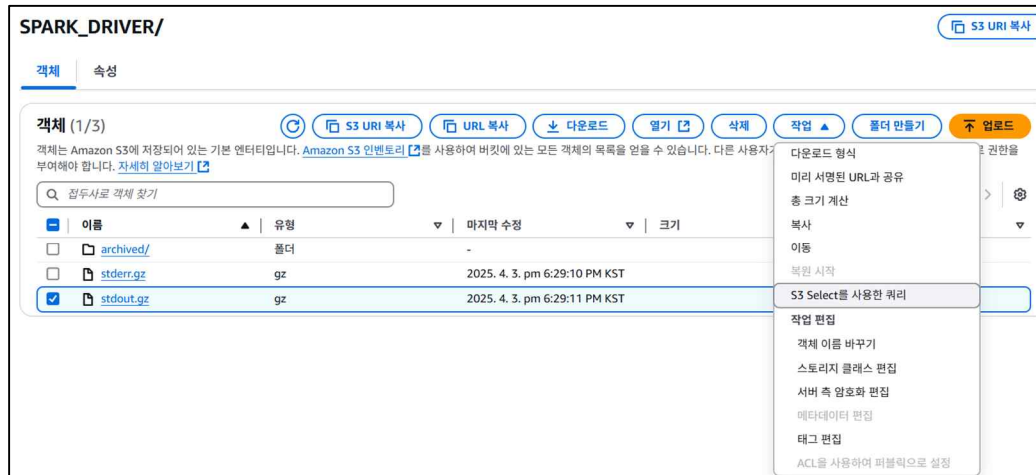 SPARK_DRIVER/
S3 URI 복사
객체 속성
객체 (1/3)
S3 URI 복사 URL 복사 다운로드 열기 삭제 작업 폴더 만들기 업로드
객체는 Amazon S3에 저장되어 있는 기본 엔터티입니다. Amazon S3 인벤토리를 사용하여 버킷에 있는 모든 객체의 목록을 얻을 수 있습니다. 다른 사용자 권한을
부여해야 합니다. 자세히 알아보기
접두사로 객체 찾기
이름 유형 마지막 수정 크기
archived/ 폴더 -
stderr.gz gz 2025. 4. 3. pm 6:29:10 PM KST
stdout.gz gz 2025. 4. 3. pm 6:29:11 PM KST
다운로드 형식
미리 서명된 URL과 공유
총 크기 계산
복사
이동
복원 시작
S3 Select를 사용한 쿼리
작업 편집
객체 이름 바꾸기
스토리지 클래스 편집
서버 측 암호화 편집
메타데이터 편집
태그 편집
ACL을 사용하여 퍼블릭으로 설정